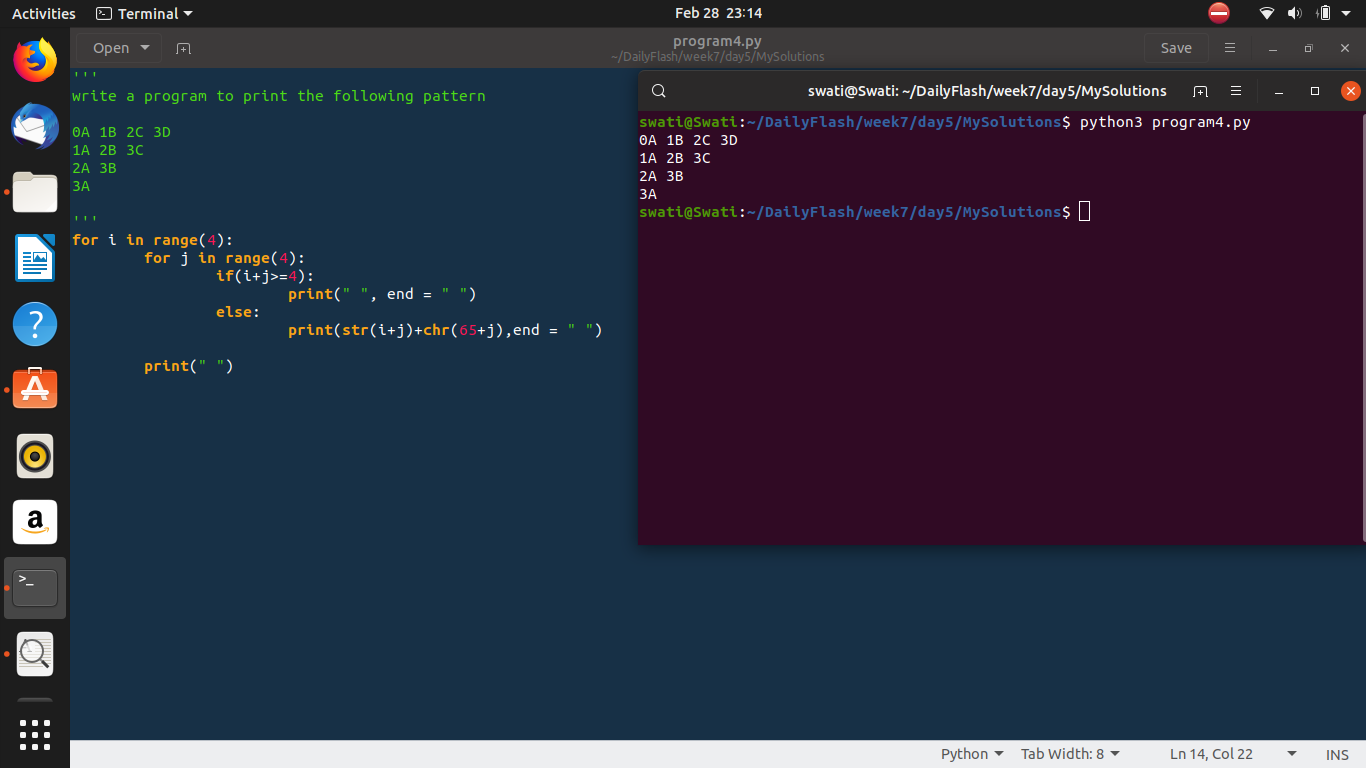 Activities Terminal Feb 28 23:14
Open program4.py Save
~/DailyFlash/week7/day5/MySolutions
'''
write a program to print the following pattern
0A 1B 2C 3D
1A 2B 3C
2A 3B
3A
'''
for i in range(4):
        for j in range(4):
                if(i+j>=4):
                        print(" ", end = " ")
                else:
                        print(str(i+j)+chr(65+j),end = " ")
        print(" ")
swati@Swati: ~/DailyFlash/week7/day5/MySolutions
swati@Swati:~/DailyFlash/week7/day5/MySolutions$ python3 program4.py
0A 1B 2C 3D
1A 2B 3C
2A 3B
3A
swati@Swati:~/DailyFlash/week7/day5/MySolutions$
?
a
>_
Python Tab Width: 8 Ln 14, Col 22 INS